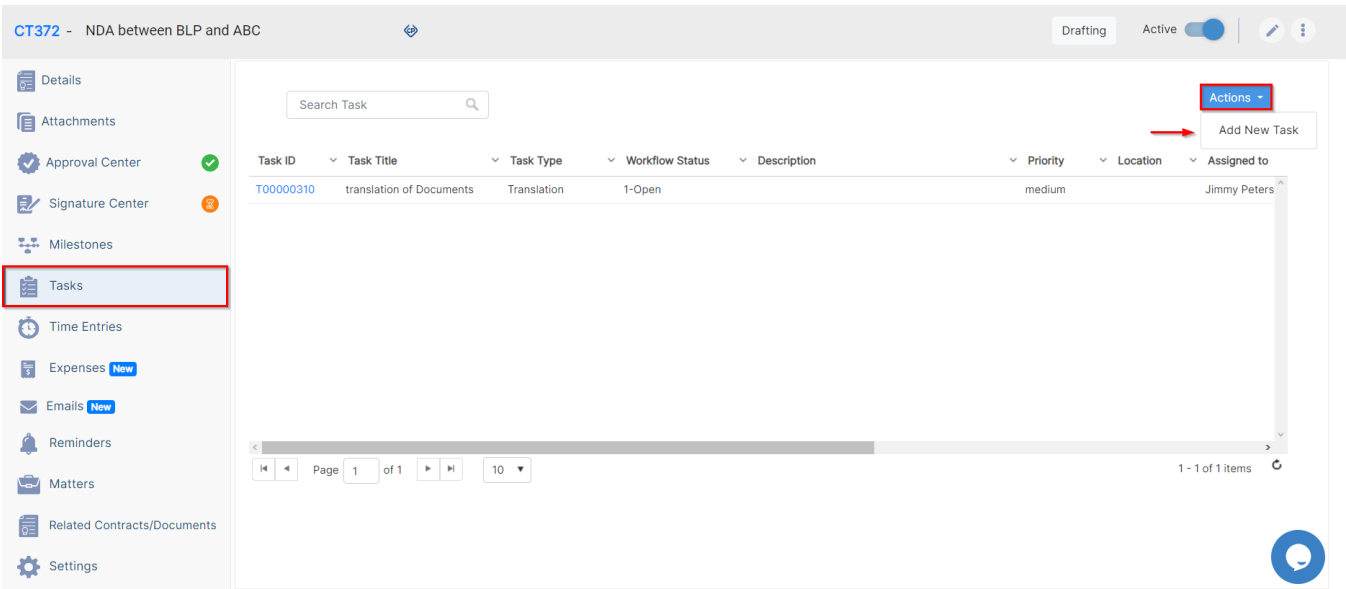 CT372 - NDA between BLP and ABC
Drafting
Active
Details
Attachments
Approval Center
Signature Center
Milestones
Tasks
Time Entries
Expenses New
Emails New
Reminders
Matters
Related Contracts/Documents
Settings
Search Task
Actions
Add New Task
Task ID Task Title Task Type Workflow Status Description Priority Location Assigned to
T00000310 translation of Documents Translation 1-Open medium Jimmy Peters
Page 1 of 1 10 1 - 1 of 1 items